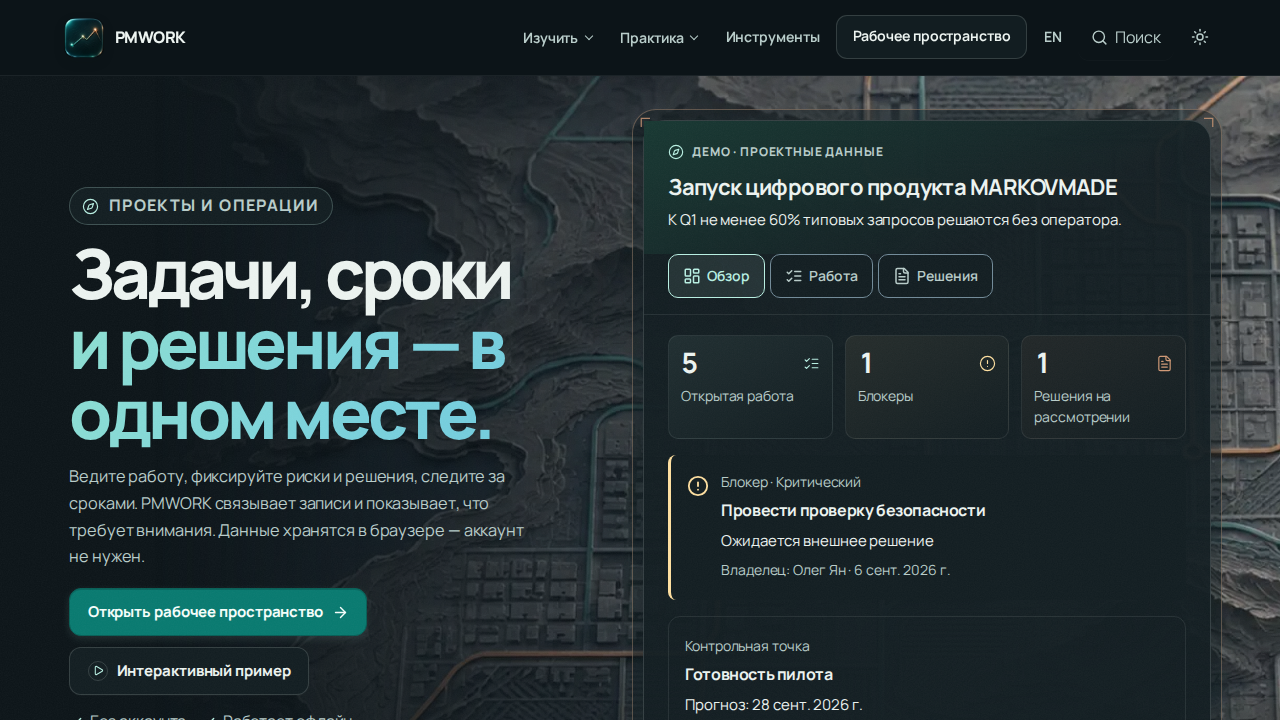 PMWORK
Изучить
Практика
Инструменты
Рабочее пространство
EN
Поиск
ПРОЕКТЫ И ОПЕРАЦИИ
Задачи, сроки
и решения — в
одном месте.
Ведите работу, фиксируйте риски и решения, следите за
сроками. PMWORK связывает записи и показывает, что
требует внимания. Данные хранятся в браузере — аккаунт
не нужен.
Открыть рабочее пространство
Интерактивный пример
ДЕМО · ПРОЕКТНЫЕ ДАННЫЕ
Запуск цифрового продукта MARKOVMADE
К Q1 не менее 60% типовых запросов решаются без оператора.
Обзор
Работа
Решения
5
Открытая работа
1
Блокеры
1
Решения на
рассмотрении
Блокер · Критический
Провести проверку безопасности
Ожидается внешнее решение
Владелец: Олег Ян · 6 сент. 2026 г.
Контрольная точка
Готовность пилота
Прогноз: 28 сент. 2026 г.